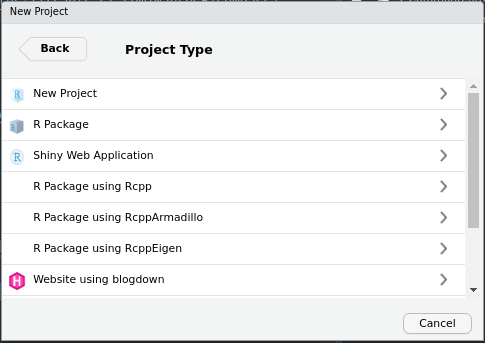 New Project
Back
Project Type
New Project
R Package
R
Shiny Web Application
R Package using Rcpp
R Package using RcppArmadillo
R Package using RcppEigen
H
Website using blogdown
Cancel